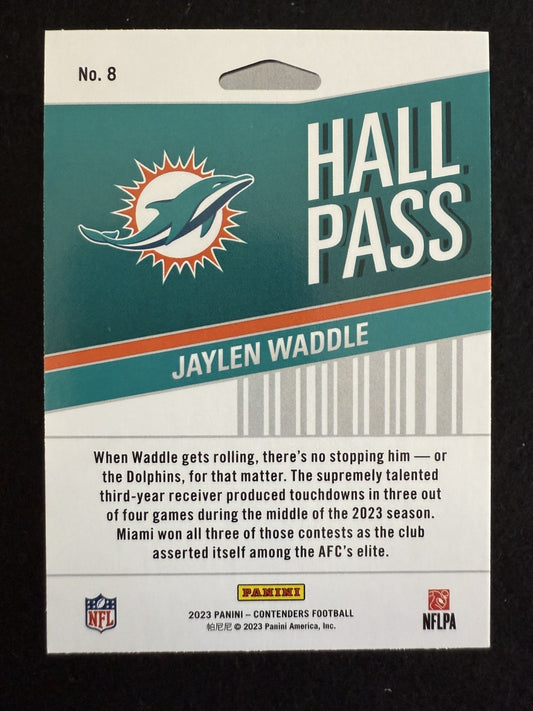 No. 8
HALL
PASS
JAYLEN WADDLE
When Waddle gets rolling, there's no stopping him — or
the Dolphins, for that matter. The supremely talented
third-year receiver produced touchdowns in three out
of four games during the middle of the 2023 season.
Miami won all three of those contests as the club
asserted itself among the AFC's elite.
PANINI
NFL
2023 PANINI – CONTENDERS FOOTBALL
帕尼尼 © 2023 Panini America, Inc.
NFLPA